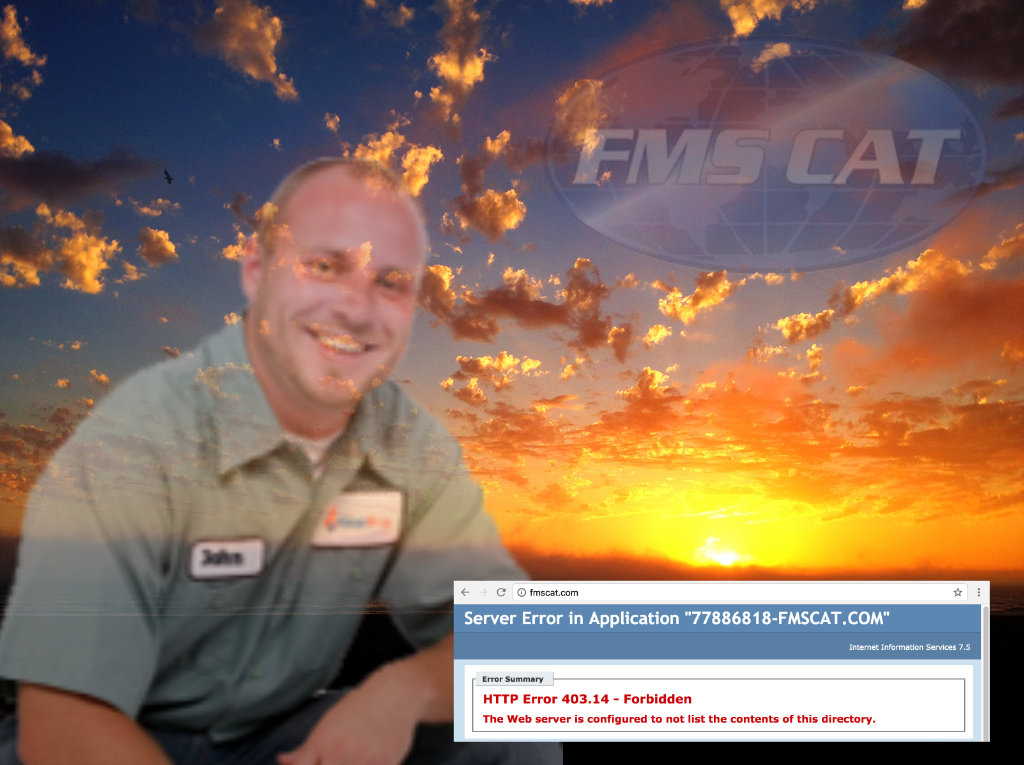 FMS CAT
John
fmscat.com
Server Error in Application "77886818-FMSCAT.COM"
Internet Information Services 7.5
Error Summary
HTTP Error 403.14 - Forbidden
The Web server is configured to not list the contents of this directory.